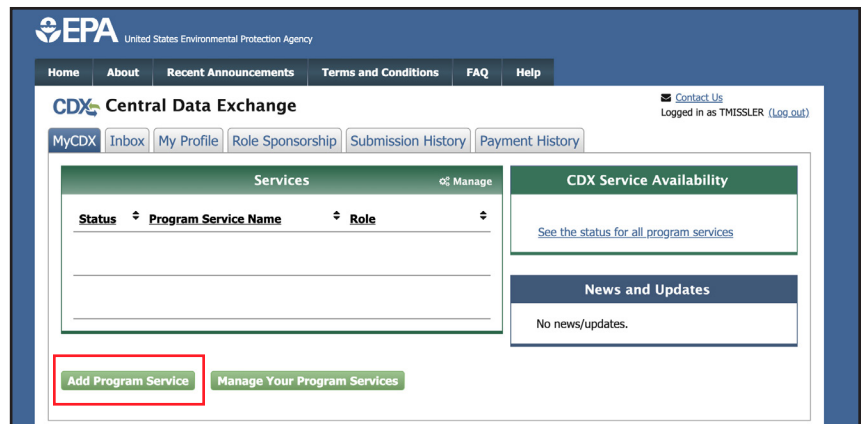 EPA United States Environmental Protection Agency
Home About Recent Announcements Terms and Conditions FAQ Help
CDX Central Data Exchange
Contact Us
Logged in as TMISSLER (Log out)
MyCDX Inbox My Profile Role Sponsorship Submission History Payment History
Services Manage
Status Program Service Name Role
CDX Service Availability
See the status for all program services
News and Updates
No news/updates.
Add Program Service Manage Your Program Services